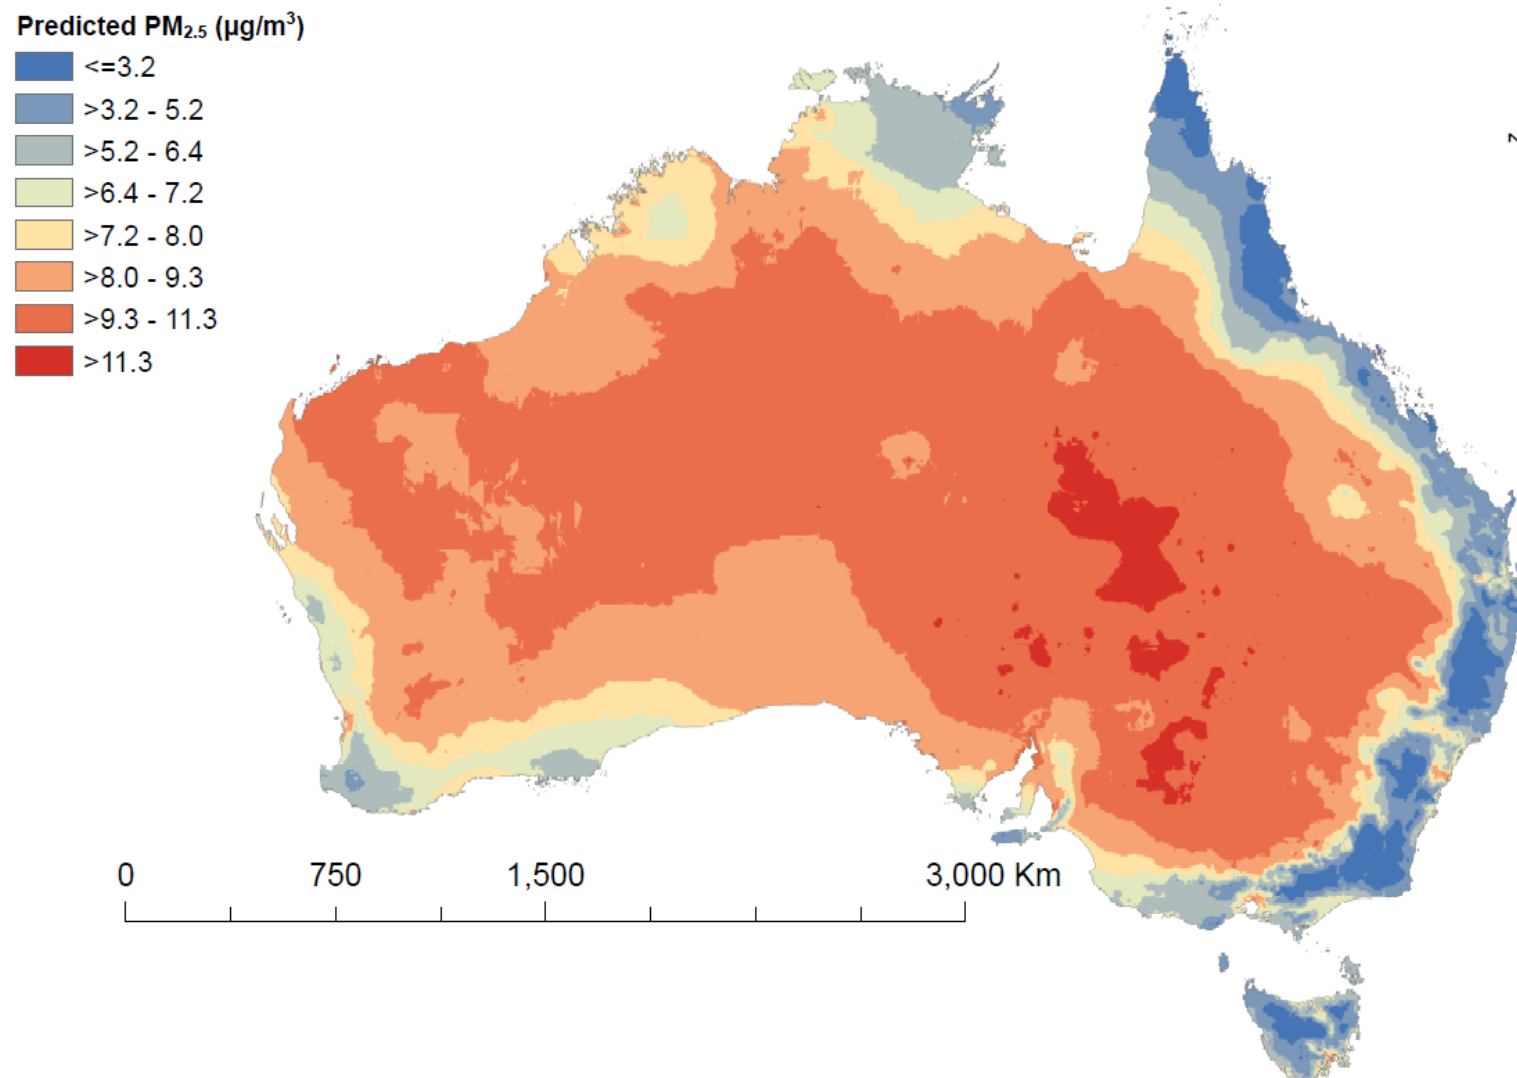 Predicted PM₂.₅ (µg/m³)
<=3.2
>3.2 - 5.2
>5.2 - 6.4
>6.4 - 7.2
>7.2 - 8.0
>8.0 - 9.3
>9.3 - 11.3
>11.3
0 750 1,500 3,000 Km